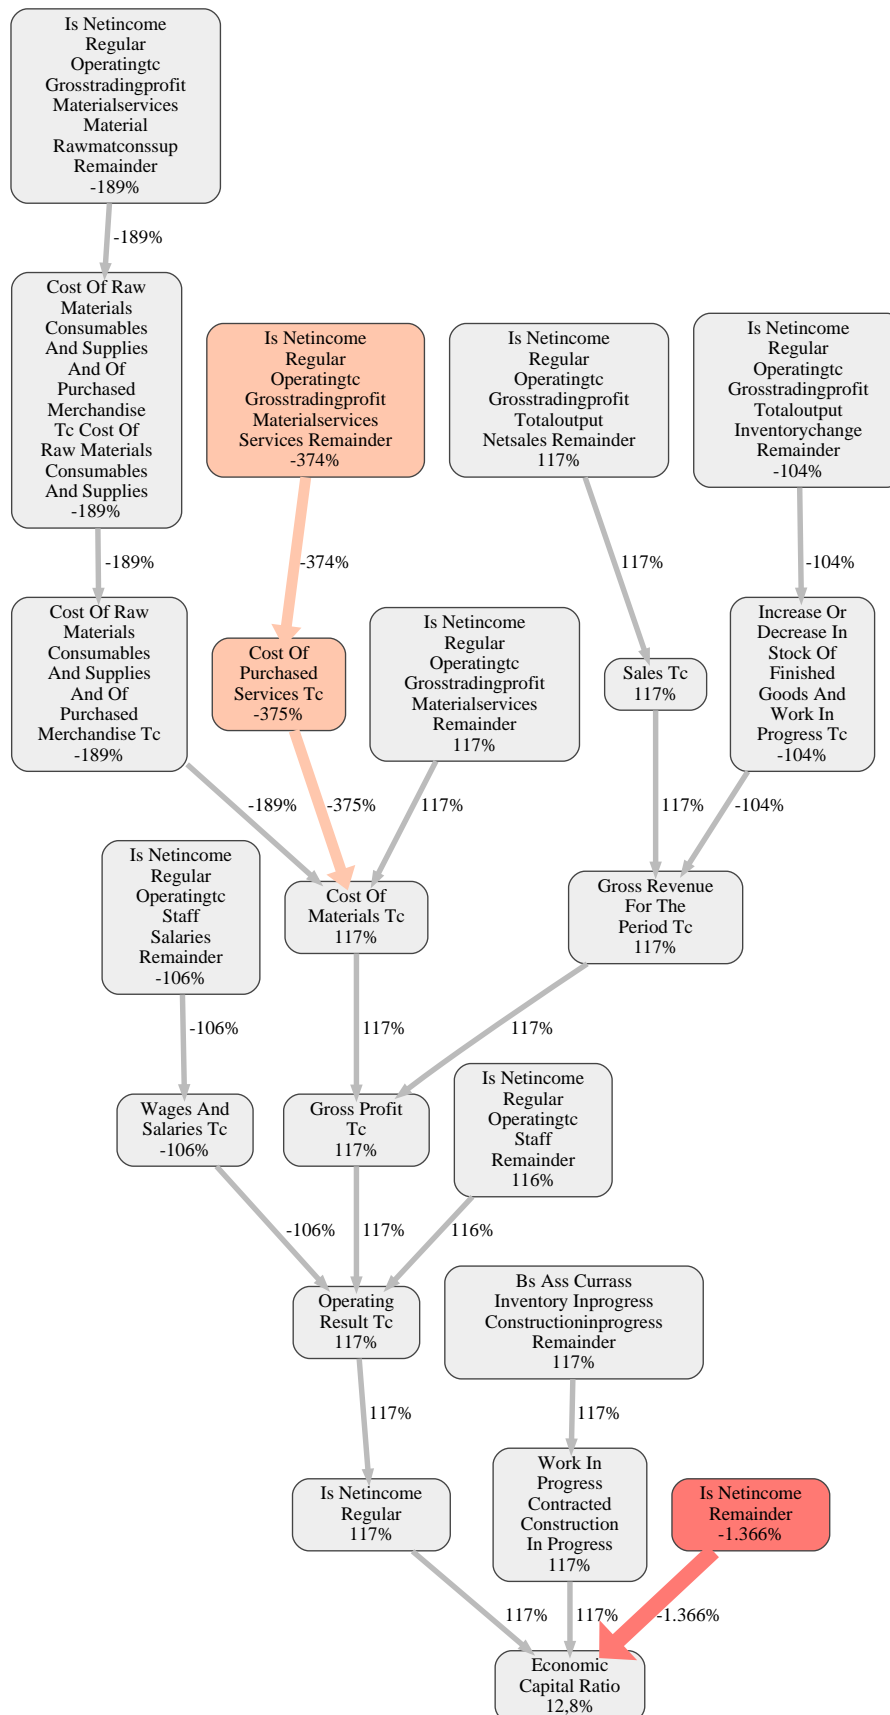 Is Netincome
Regular
Operatingtc
Grosstradingprofit
Materialservices
Material
Rawmatconssup
Remainder
-189%
-189%
Cost Of Raw
Materials
Consumables
And Supplies
And Of
Purchased
Merchandise
Tc Cost Of
Raw Materials
Consumables
And Supplies
-189%
Is Netincome
Regular
Operatingtc
Grosstradingprofit
Materialservices
Services Remainder
-374%
Is Netincome
Regular
Operatingtc
Grosstradingprofit
Totaloutput
Netsales Remainder
117%
Is Netincome
Regular
Operatingtc
Grosstradingprofit
Totaloutput
Inventorychange
Remainder
-104%
-189%
-374%
117%
-104%
Cost Of Raw
Materials
Consumables
And Supplies
And Of
Purchased
Merchandise Tc
-189%
Cost Of
Purchased
Services Tc
-375%
Is Netincome
Regular
Operatingtc
Grosstradingprofit
Materialservices
Remainder
117%
Sales Tc
117%
Increase Or
Decrease In
Stock Of
Finished
Goods And
Work In
Progress Tc
-104%
-189%
-375%
117%
117%
-104%
Is Netincome
Regular
Operatingtc
Staff
Salaries
Remainder
-106%
Cost Of
Materials Tc
117%
Gross Revenue
For The
Period Tc
117%
-106%
117%
117%
Wages And
Salaries Tc
-106%
Gross Profit
Tc
117%
Is Netincome
Regular
Operatingtc
Staff
Remainder
116%
-106%
117%
116%
Operating
Result Tc
117%
Bs Ass Currass
Inventory Inprogress
Constructioninprogress
Remainder
117%
117%
117%
Is Netincome
Regular
117%
Work In
Progress
Contracted
Construction
In Progress
117%
Is Netincome
Remainder
-1.366%
117%
117%
-1.366%
Economic
Capital Ratio
12,8%